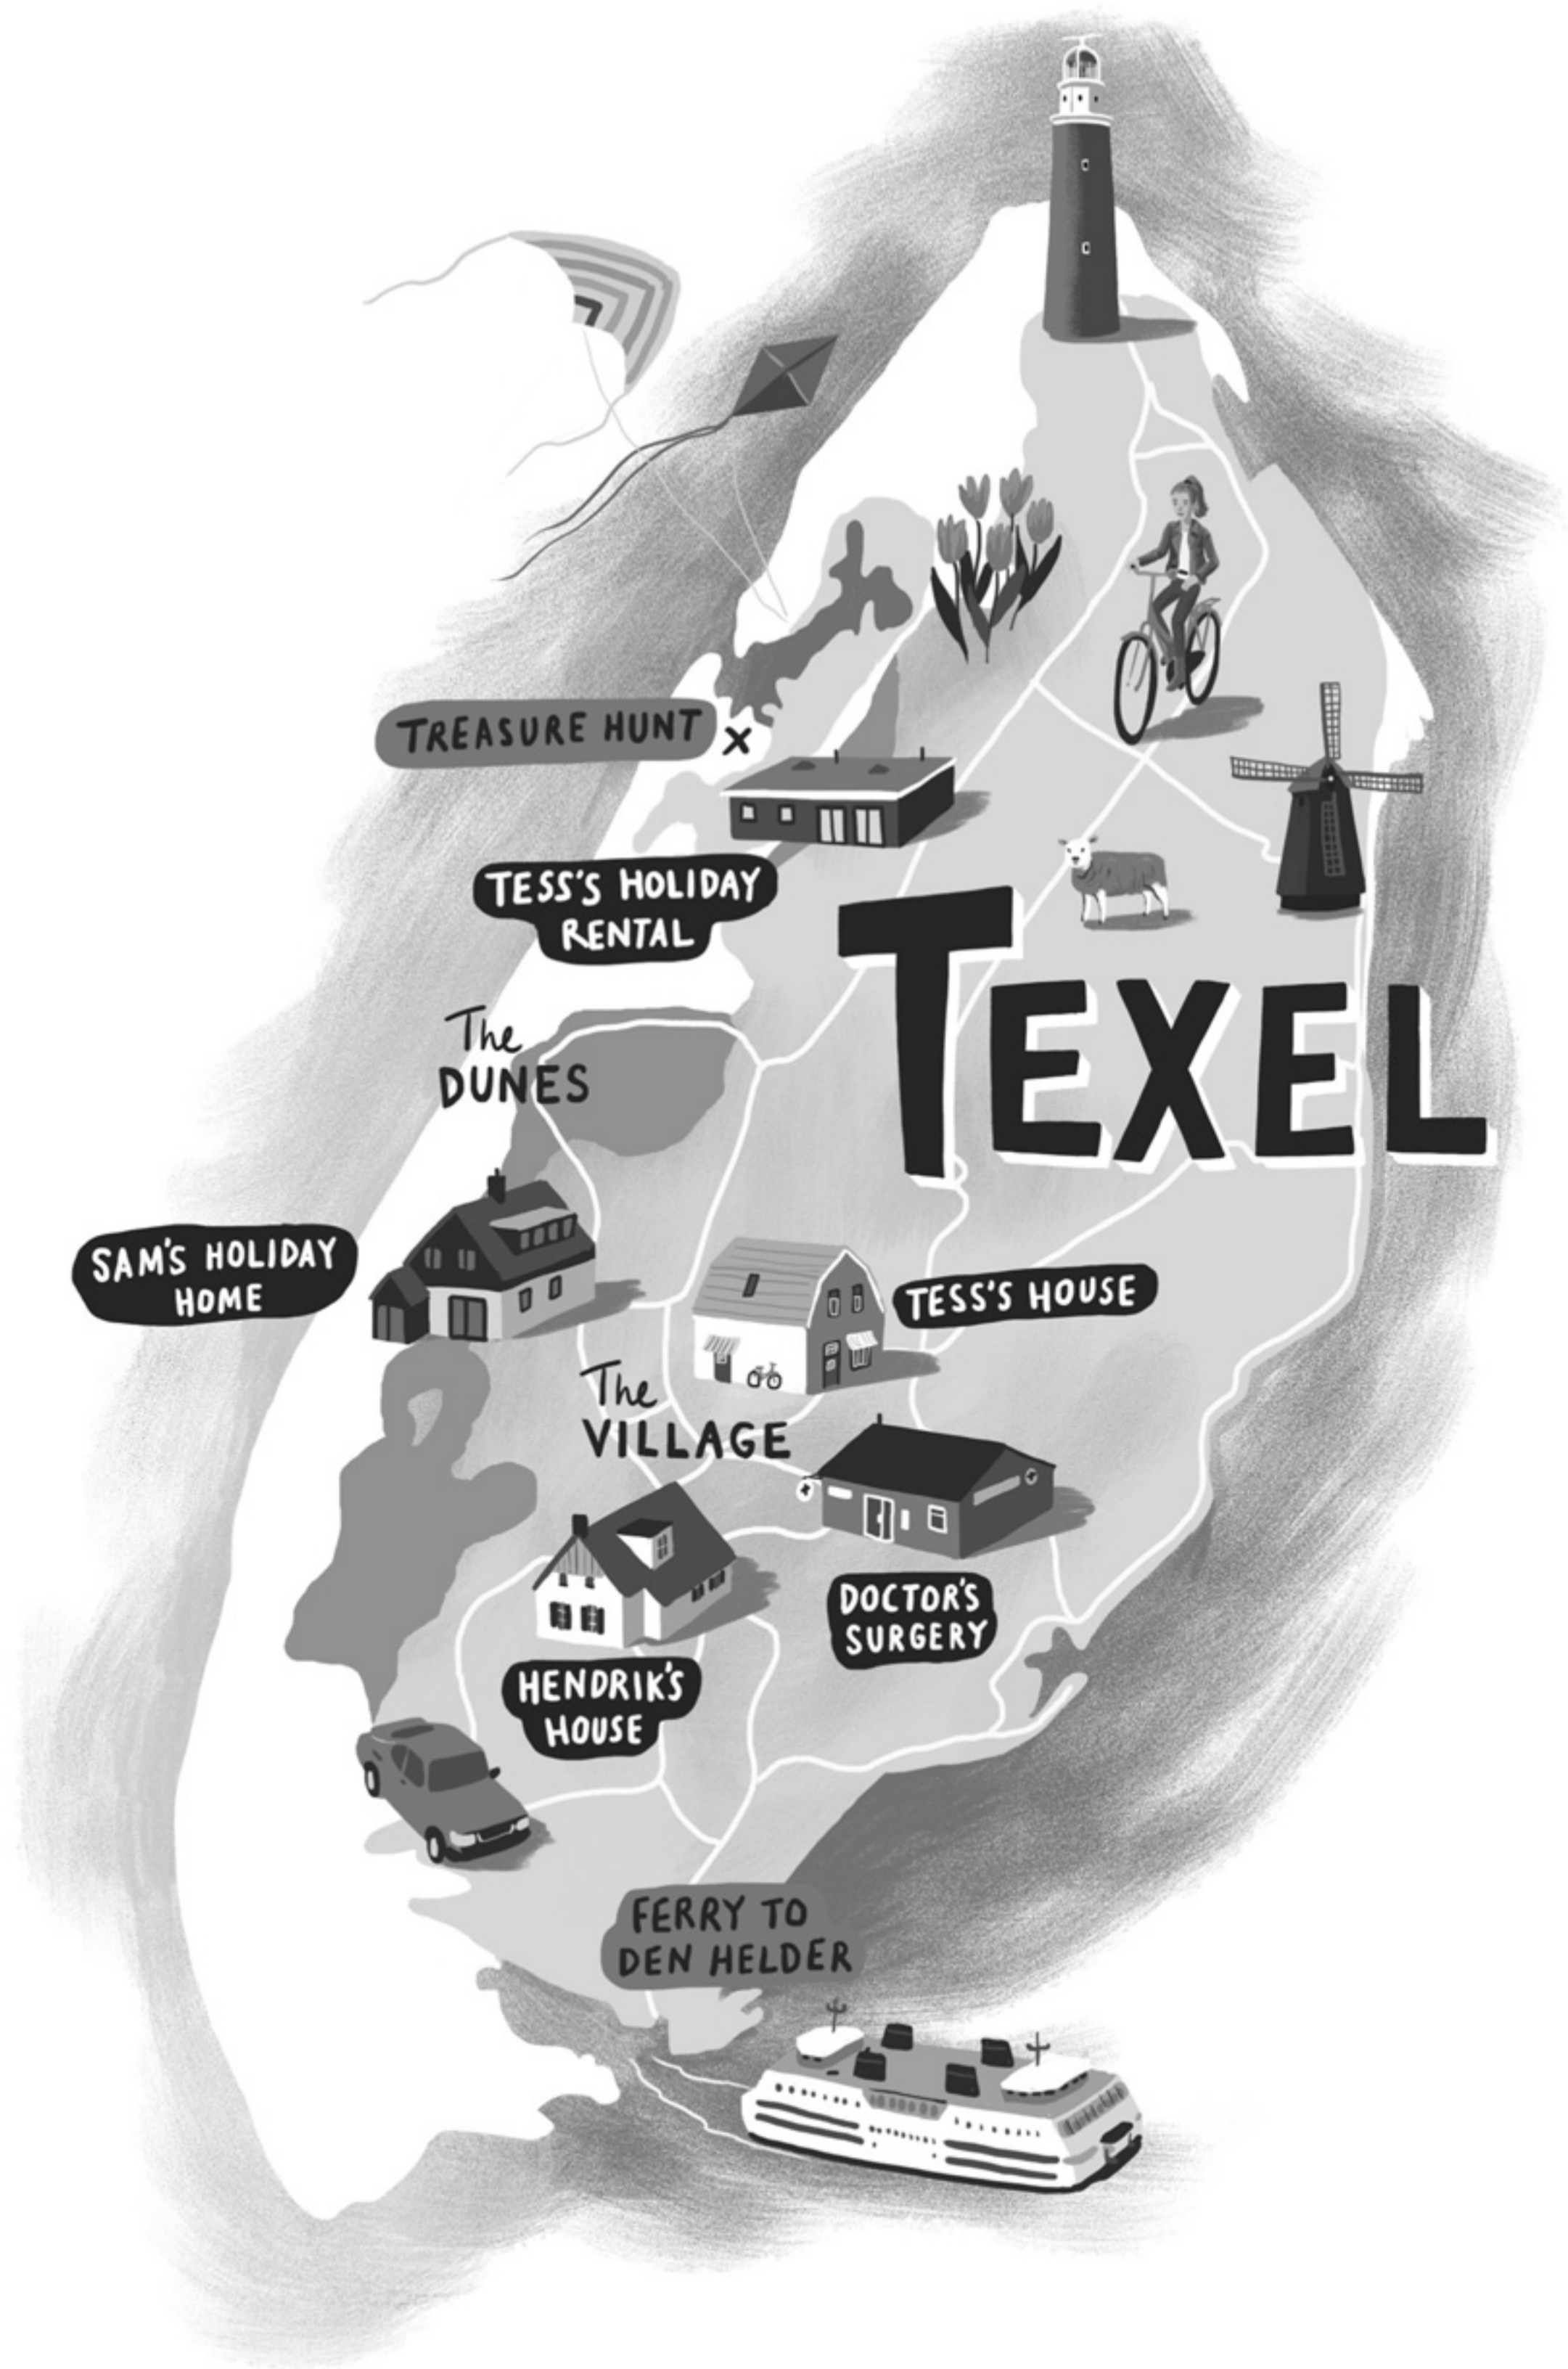 TREASURE HUNT X
TESS'S HOLIDAY
RENTAL
TEXEL
The
DUNES
SAM'S HOLIDAY
HOME
TESS'S HOUSE
The
VILLAGE
DOCTOR'S
SURGERY
HENDRIK'S
HOUSE
FERRY TO
DEN HELDER